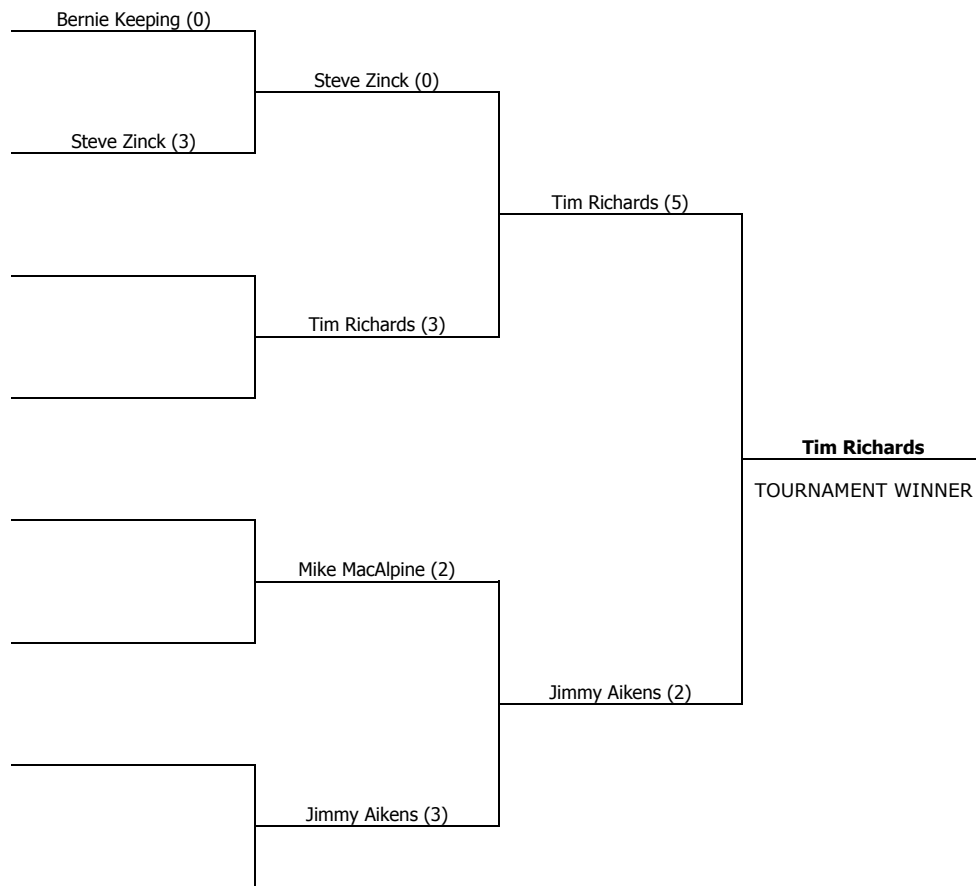 Bernie Keeping (0)
Steve Zinck (0)
Steve Zinck (3)
Tim Richards (5)
Tim Richards (3)
Tim Richards
TOURNAMENT WINNER
Mike MacAlpine (2)
Jimmy Aikens (2)
Jimmy Aikens (3)